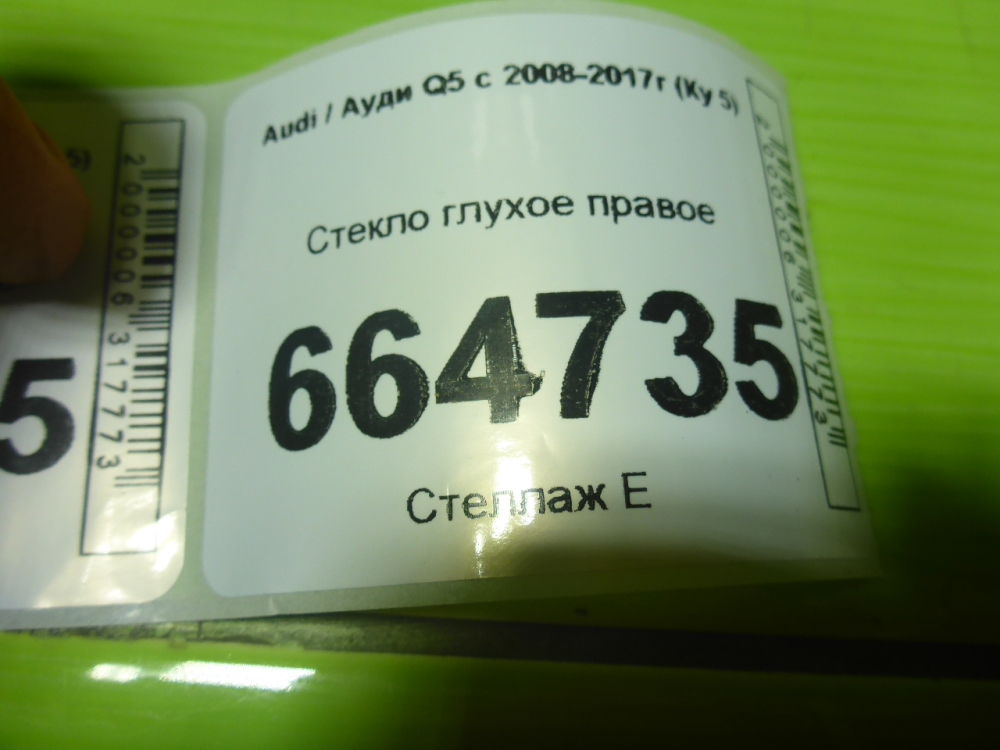 5)
2000006317773
5
Audi / Ауди Q5 с 2008-2017г (Ку 5)
Стекло глухое правое
664735
Стеллаж Е
2000006317773